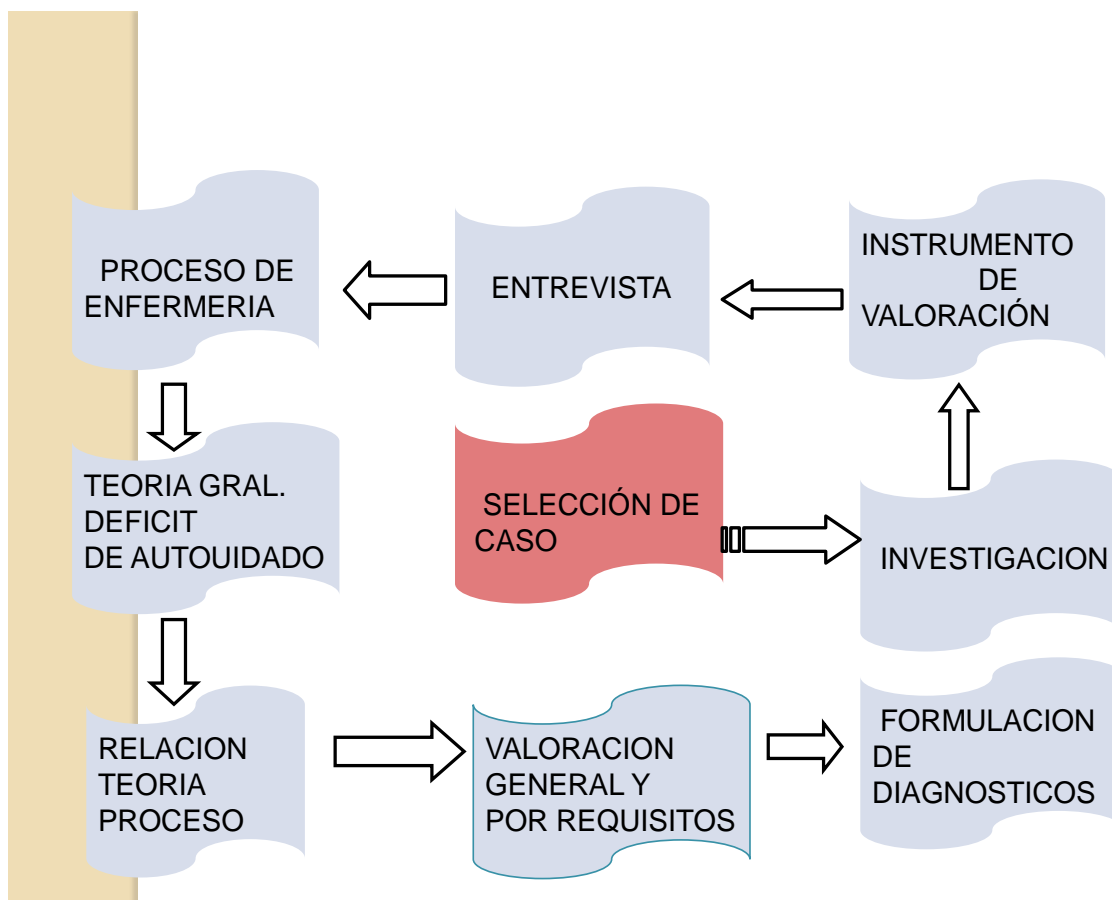 PROCESO DE
ENFERMERIA
ENTREVISTA
INSTRUMENTO
DE
VALORACIÓN
TEORIA GRAL.
DEFICIT
DE AUTOUIDADO
SELECCIÓN DE
CASO
INVESTIGACION
RELACION
TEORIA
PROCESO
VALORACION
GENERAL Y
POR REQUISITOS
FORMULACION
DE
DIAGNOSTICOS